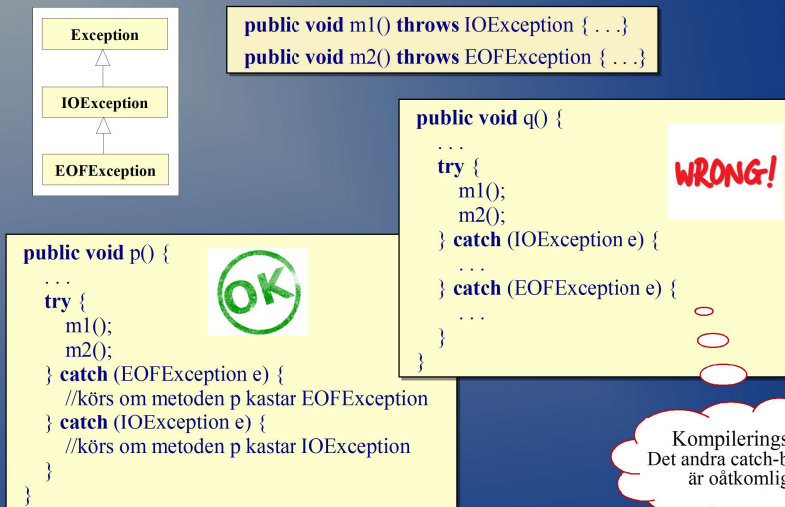 Exception
IOException
EOFException
public void m1() throws IOException { . . .}
public void m2() throws EOFException { . . .}
public void q() {
. . .
try {
m1();
m2();
} catch (IOException e) {
. . .
} catch (EOFException e) {
. . .
}
}
WRONG!
public void p() {
. . .
try {
m1();
m2();
} catch (EOFException e) {
//körs om metoden p kastar EOFException
} catch (IOException e) {
//körs om metoden p kastar IOException
}
}
OK
Kompilerings
Det andra catch-b
är oåtkomlig